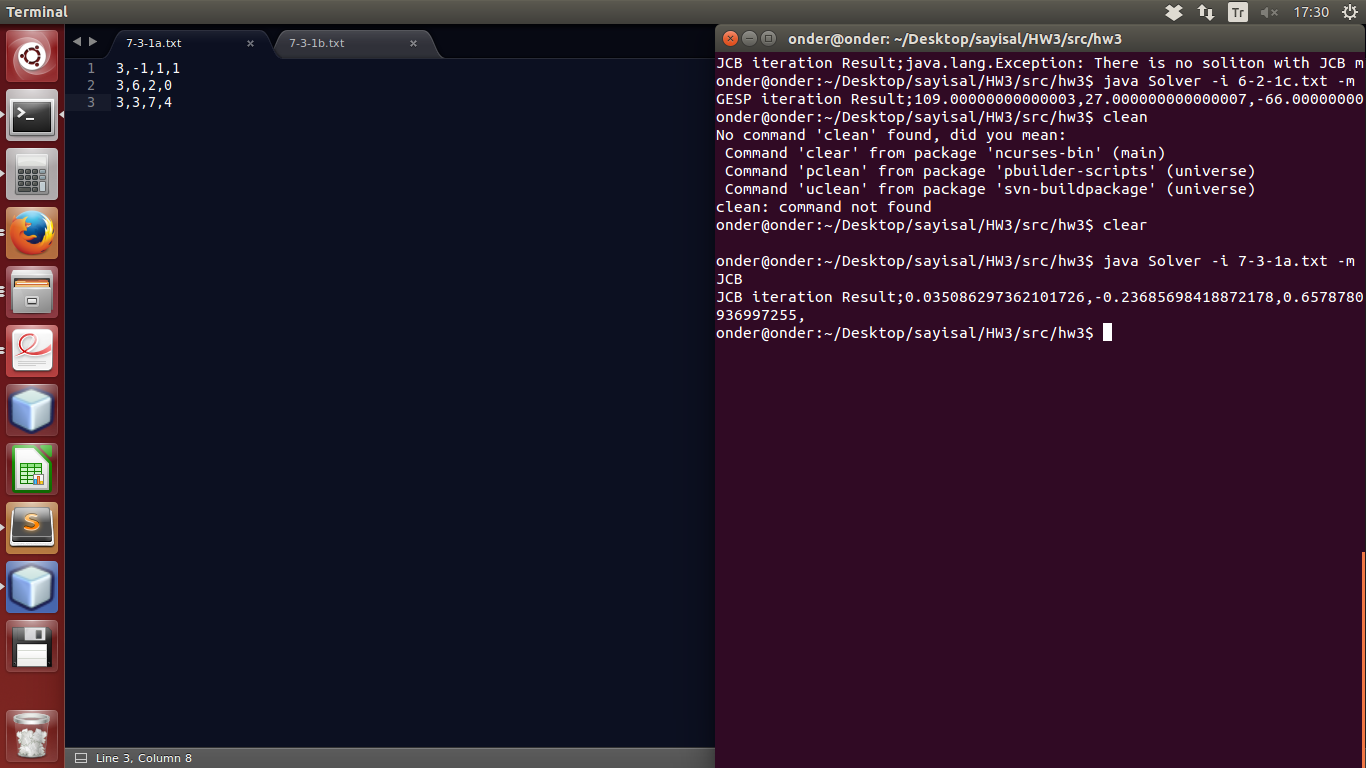 Terminal
Tr
17:30
7-3-1a.txt
7-3-1b.txt
1 3,-1,1,1
2 3,6,2,0
3 3,3,7,4
Line 3, Column 8
onder@onder: ~/Desktop/sayisal/HW3/src/hw3
JCB iteration Result;java.lang.Exception: There is no soliton with JCB m
onder@onder:~/Desktop/sayisal/HW3/src/hw3$ java Solver -i 6-2-1c.txt -m
GESP iteration Result;109.00000000000003,27.000000000000007,-66.00000000
onder@onder:~/Desktop/sayisal/HW3/src/hw3$ clean
No command 'clean' found, did you mean:
Command 'clear' from package 'ncurses-bin' (main)
Command 'pclean' from package 'pbuilder-scripts' (universe)
Command 'uclean' from package 'svn-buildpackage' (universe)
clean: command not found
onder@onder:~/Desktop/sayisal/HW3/src/hw3$ clear
onder@onder:~/Desktop/sayisal/HW3/src/hw3$ java Solver -i 7-3-1a.txt -m
JCB
JCB iteration Result;0.035086297362101726,-0.23685698418872178,0.6578780
936997255,
onder@onder:~/Desktop/sayisal/HW3/src/hw3$